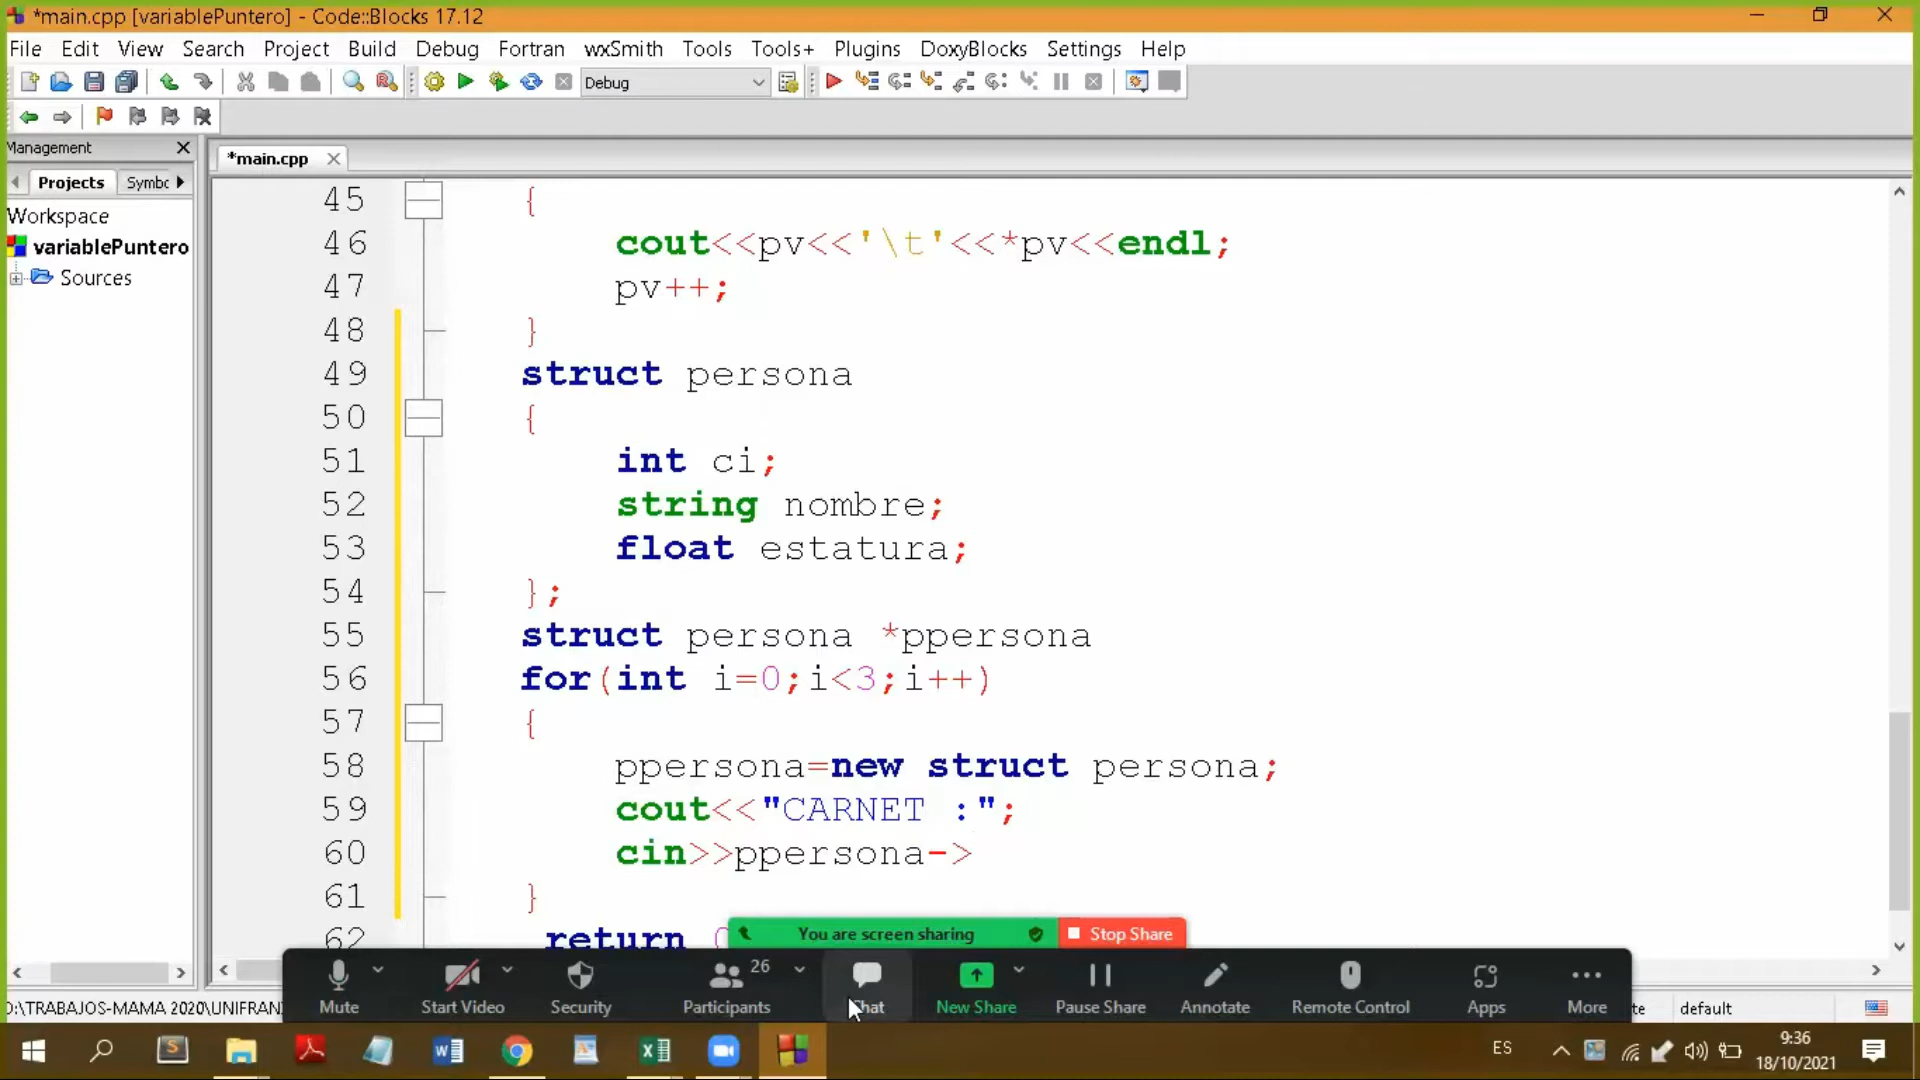 *main.cpp [variablePuntero] - Code::Blocks 17.12
File Edit View Search Project Build Debug Fortran wxSmith Tools Tools+ Plugins DoxyBlocks Settings Help
Debug
Management
*main.cpp
Projects Symbc
Workspace
variablePuntero
Sources
45 {
46 cout<<pv<<'\t'<<*pv<<endl;
47 pv++;
48 }
49 struct persona
50 {
51 int ci;
52 string nombre;
53 float estatura;
54 };
55 struct persona *ppersona
56 for(int i=0;i<3;i++)
57 {
58 ppersona=new struct persona;
59 cout<<"CARNET :";
60 cin>>ppersona->
61 }
62 return
You are screen sharing Stop Share
26
Mute Start Video Security Participants Chat New Share Pause Share Annotate Remote Control Apps More
D:\TRABAJOS-MAMA 2020\UNIFRAN
te default
ES
9:36
18/10/2021